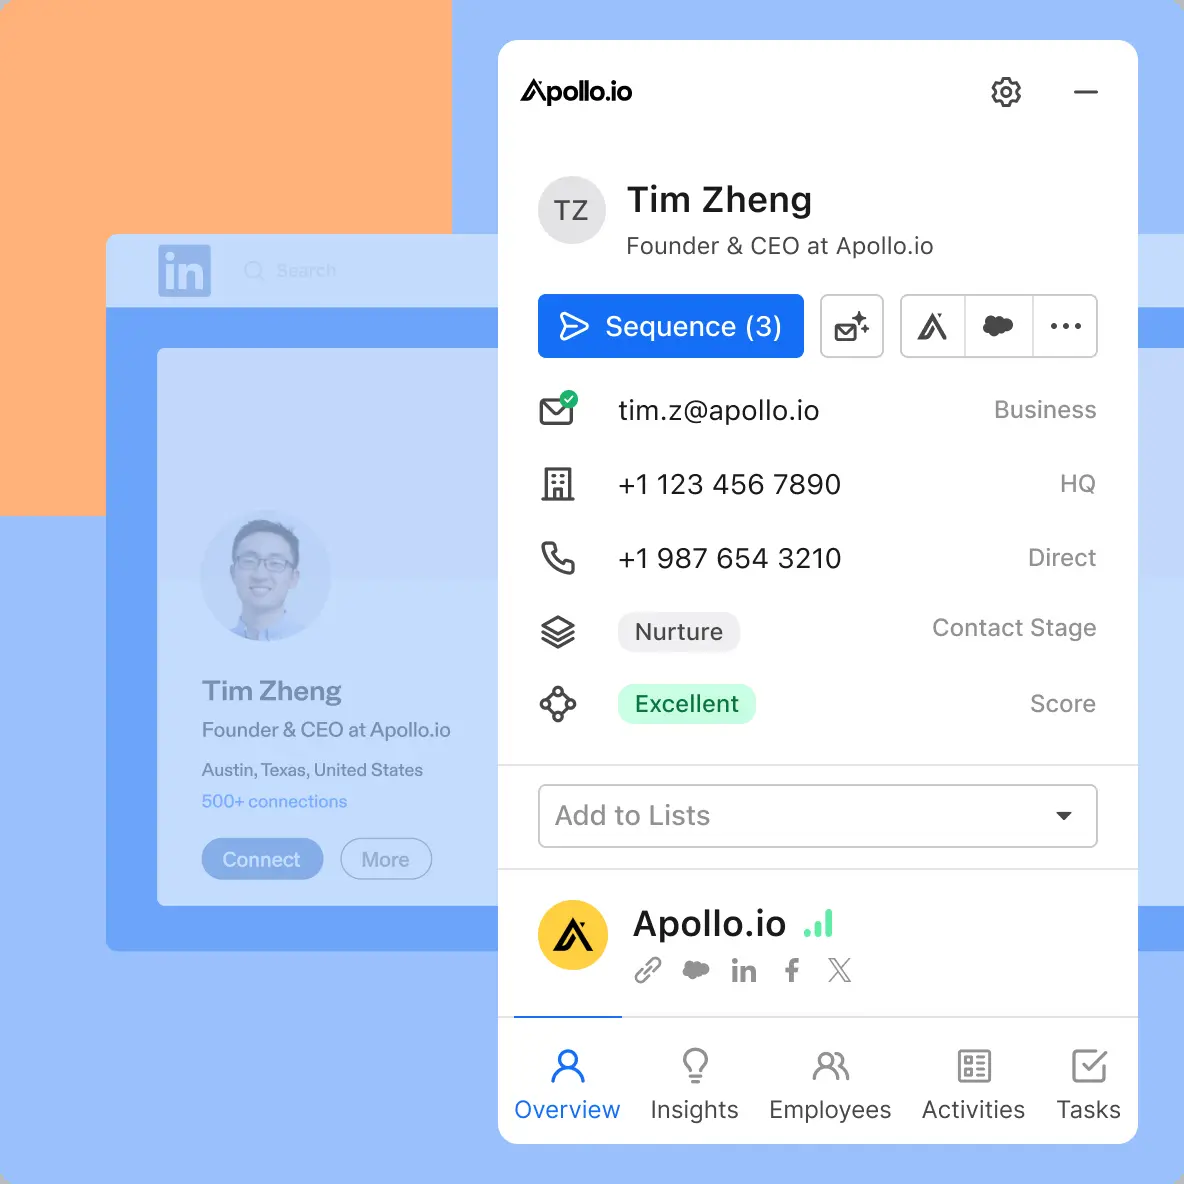 Apollo.io
TZ
Tim Zheng
Founder & CEO at Apollo.io
Sequence (3)
tim.z@apollo.io Business
+1 123 456 7890 HQ
+1 987 654 3210 Direct
Nurture Contact Stage
Excellent Score
Add to Lists
Apollo.io
in f X
Overview Insights Employees Activities Tasks
in Search
Tim Zheng
Founder & CEO at Apollo.io
Austin, Texas, United States
500+ connections
Connect More